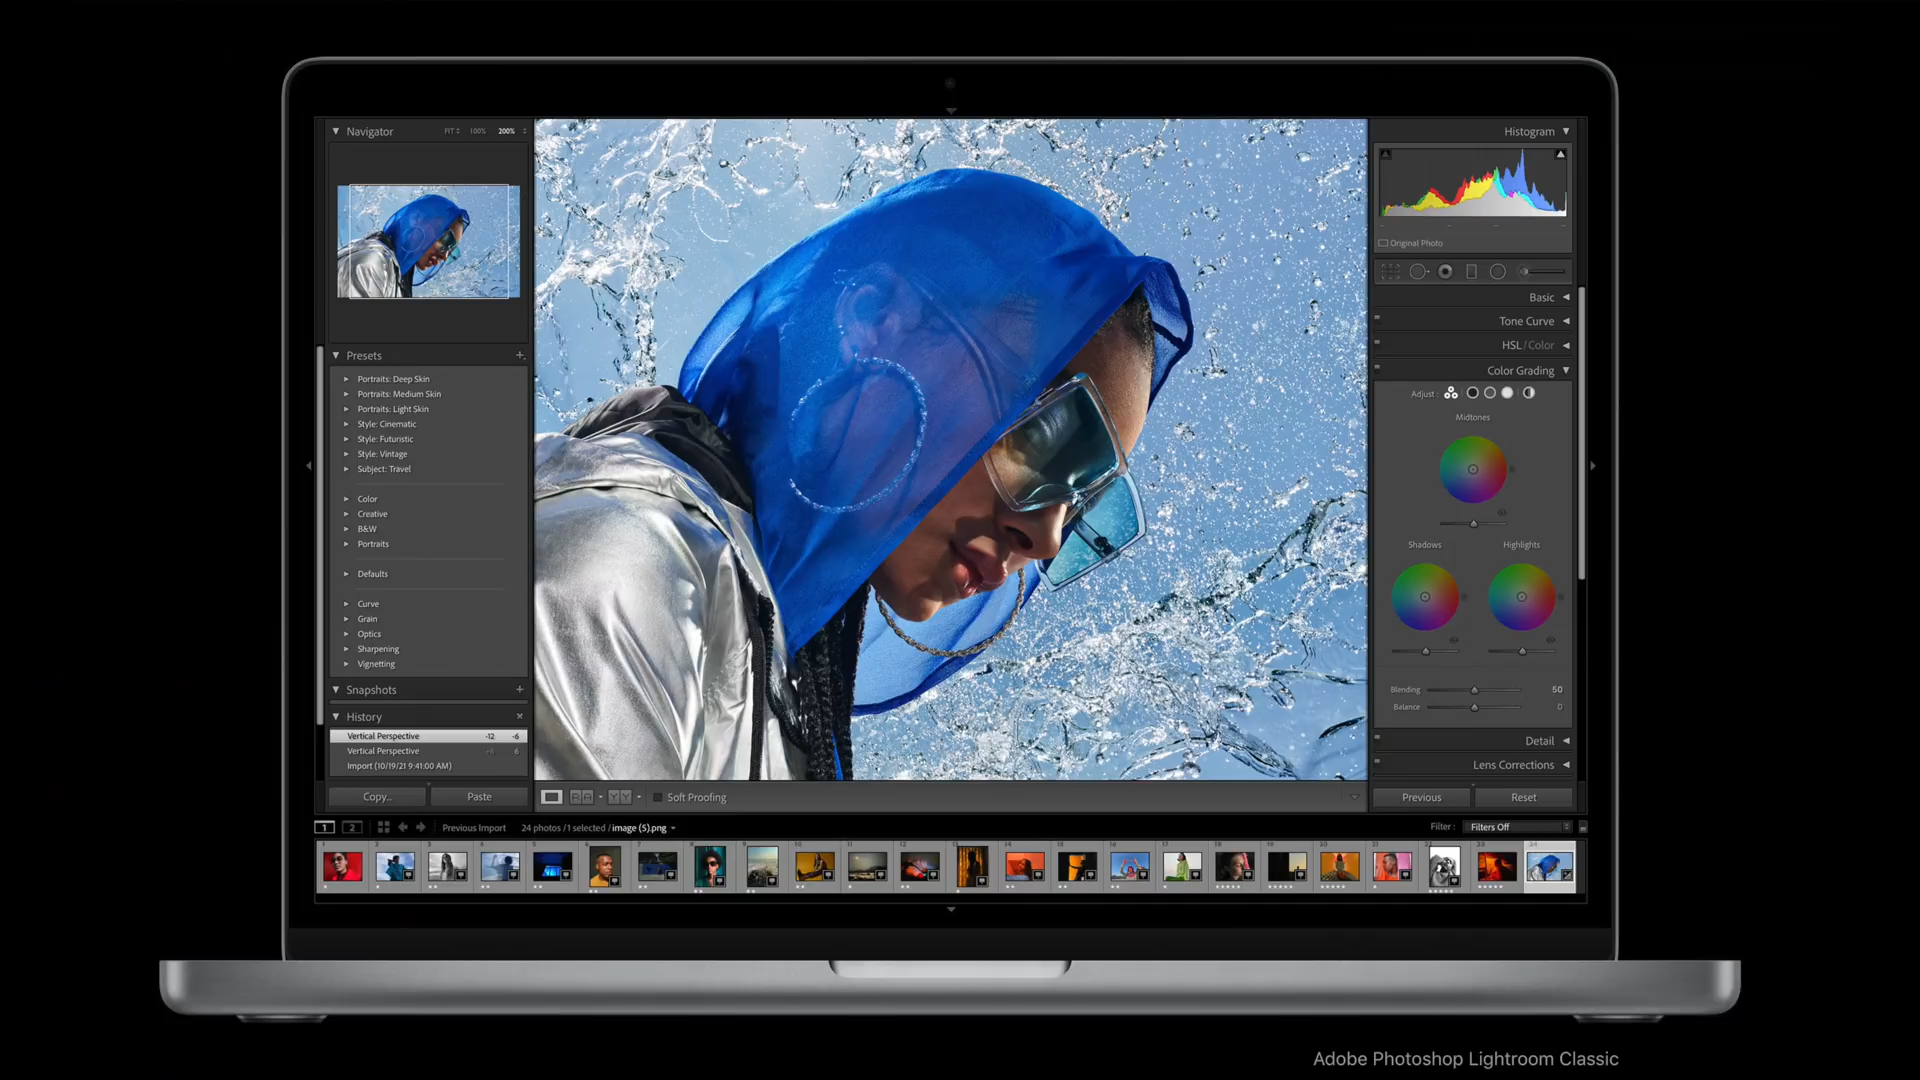 Navigator FIT 100% 200%
Presets
Portraits: Deep Skin
Portraits: Medium Skin
Portraits: Light Skin
Style: Cinematic
Style: Futuristic
Style: Vintage
Subject: Travel
Color
Creative
B&W
Portraits
Defaults
Curve
Grain
Optics
Sharpening
Vignetting
Snapshots
History
Vertical Perspective -12 -6
Vertical Perspective +6 6
Import (10/19/21 9:41:00 AM)
Copy... Paste
Soft Proofing
Histogram
Original Photo
Basic
Tone Curve
HSL / Color
Color Grading
Adjust :
Midtones
Shadows Highlights
Blending 50
Balance 0
Detail
Lens Corrections
Previous Reset
1 2 Previous Import 24 photos /1 selected / image (5).png Filter : Filters Off
Adobe Photoshop Lightroom Classic